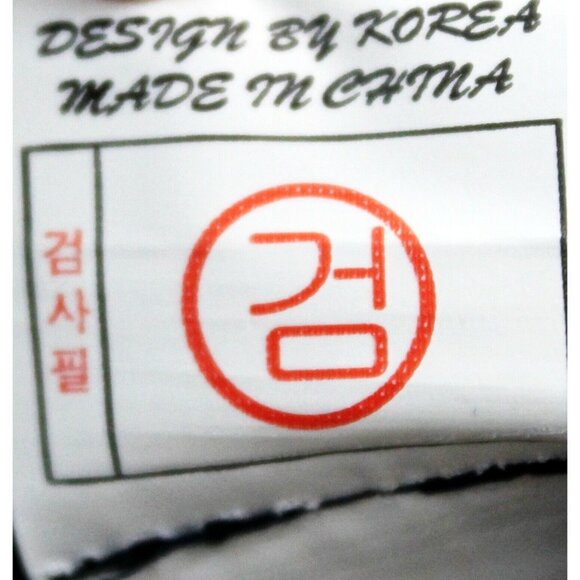 DESIGN BY KOREA
MADE IN CHINA
검사필
검